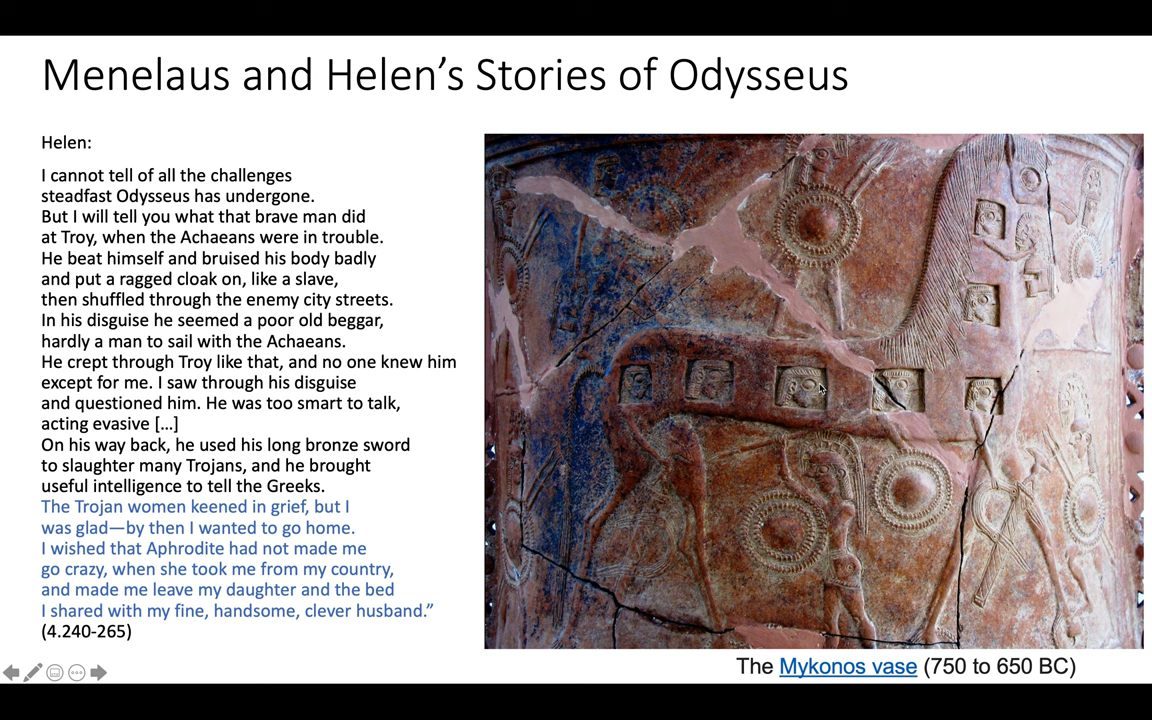 Menelaus and Helen’s Stories of Odysseus
Helen:
I cannot tell of all the challenges
steadfast Odysseus has undergone.
But I will tell you what that brave man did
at Troy, when the Achaeans were in trouble.
He beat himself and bruised his body badly
and put a ragged cloak on, like a slave,
then shuffled through the enemy city streets.
In his disguise he seemed a poor old beggar,
hardly a man to sail with the Achaeans.
He crept through Troy like that, and no one knew him
except for me. I saw through his disguise
and questioned him. He was too smart to talk,
acting evasive […]
On his way back, he used his long bronze sword
to slaughter many Trojans, and he brought
useful intelligence to tell the Greeks.
The Trojan women keened in grief, but I
was glad—by then I wanted to go home.
I wished that Aphrodite had not made me
go crazy, when she took me from my country,
and made me leave my daughter and the bed
I shared with my fine, handsome, clever husband.”
(4.240-265)
The Mykonos vase (750 to 650 BC)